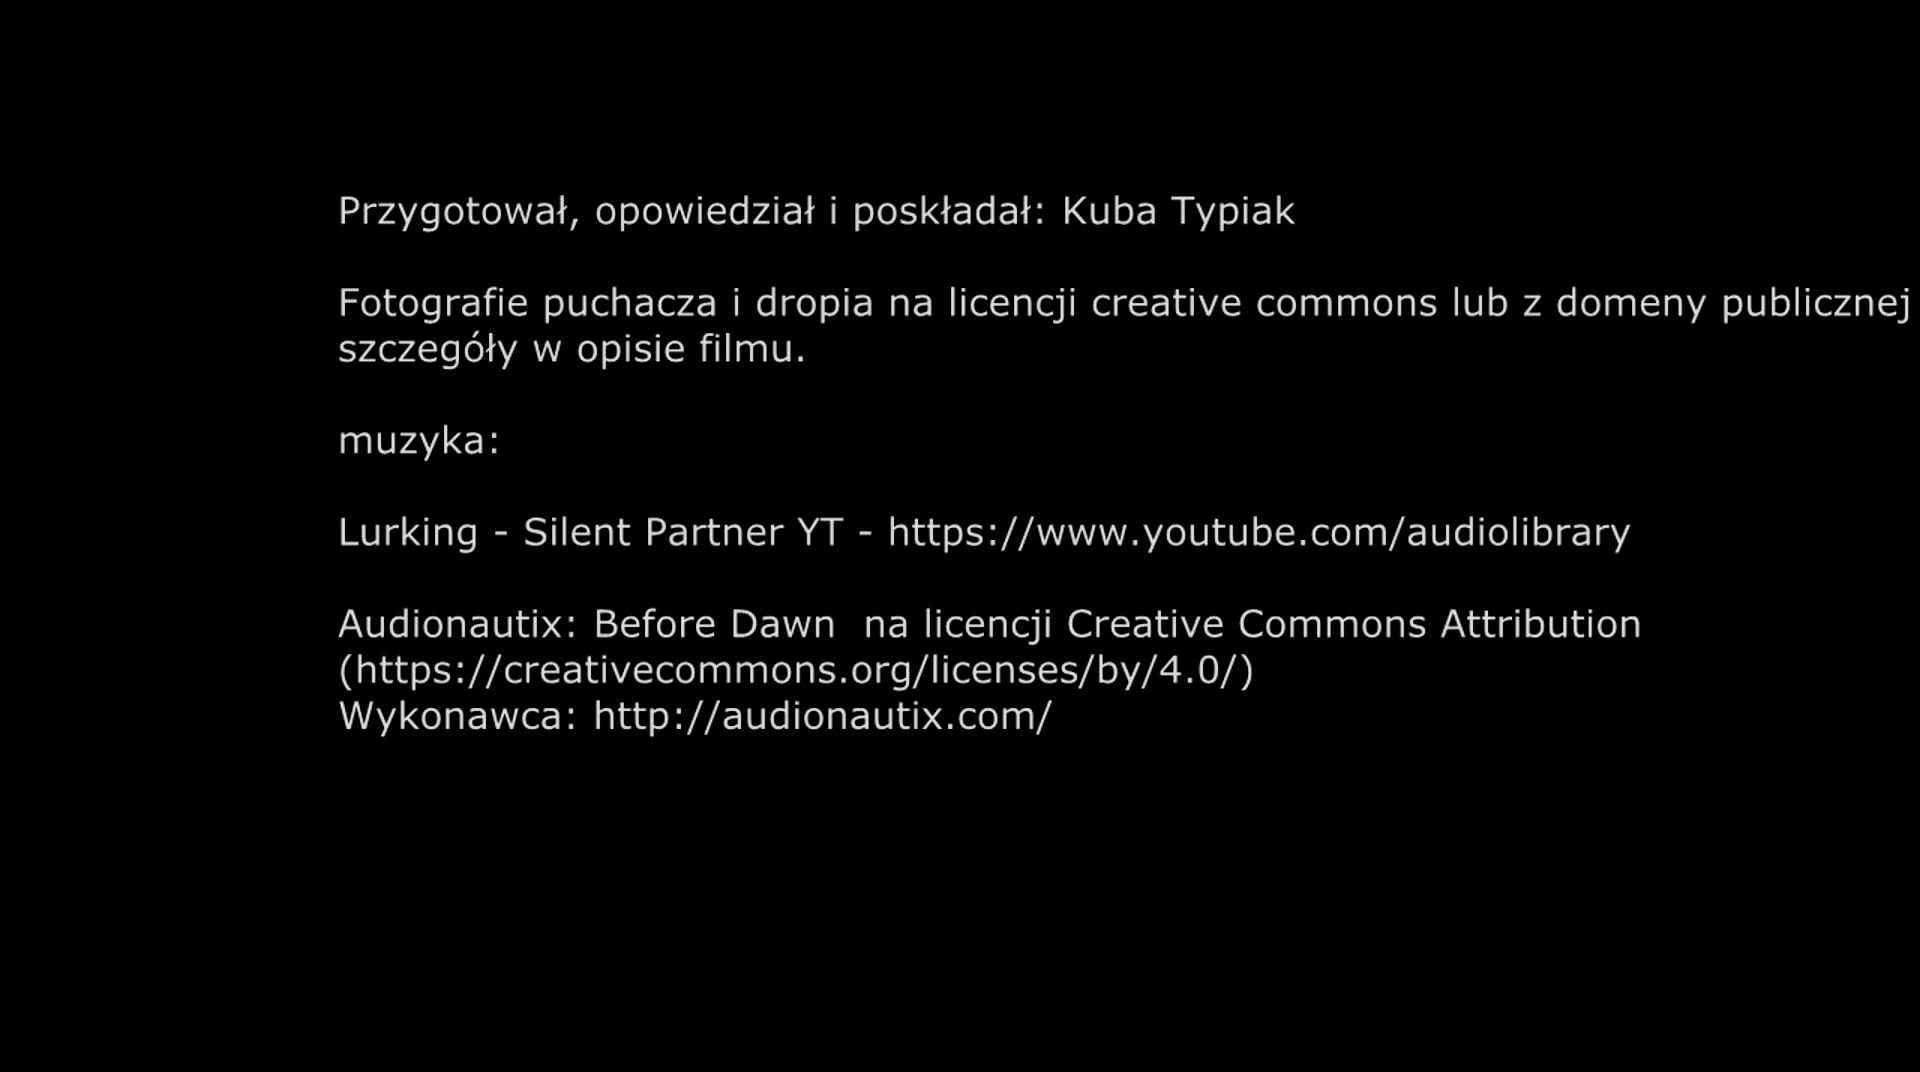 Przygotował, opowiedział i poskładał: Kuba Typiak
Fotografie puchacza i dropia na licencji creative commons lub z domeny publicznej
szczegóły w opisie filmu.
muzyka:
Lurking - Silent Partner YT - https://www.youtube.com/audiolibrary
Audionautix: Before Dawn  na licencji Creative Commons Attribution
(https://creativecommons.org/licenses/by/4.0/)
Wykonawca: http://audionautix.com/